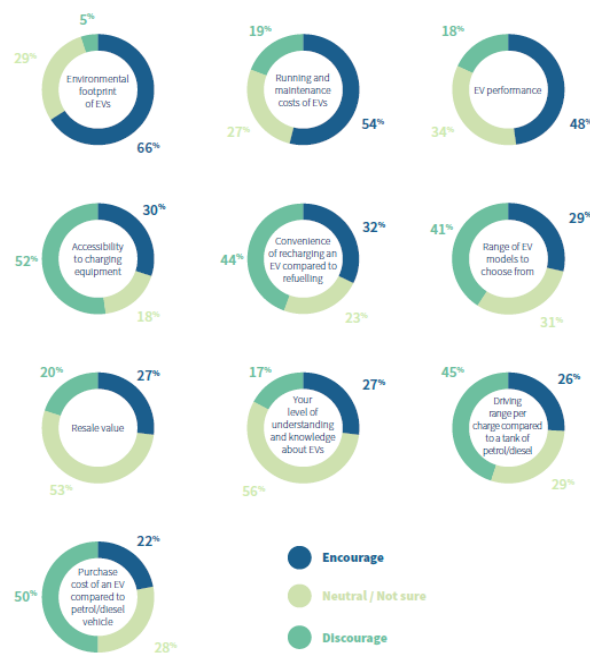 5%
29%
Environmental
footprint
of EVs
66%
19%
Running and
maintenance
costs of EVs
27%
54%
18%
EV performance
34%
48%
30%
Accessibility
to charging
equipment
52%
18%
32%
Convenience
of recharging an
EV compared to
refuelling
44%
23%
29%
41%
Range of EV
models to
choose from
31%
20%
27%
Resale value
53%
17%
27%
Your
level of
understanding
and knowledge
about EVs
56%
45%
26%
Driving
range per
charge compared
to a tank of
petrol/diesel
29%
22%
Purchase
cost of an EV
compared to
petrol/diesel
vehicle
50%
28%
Encourage
Neutral / Not sure
Discourage